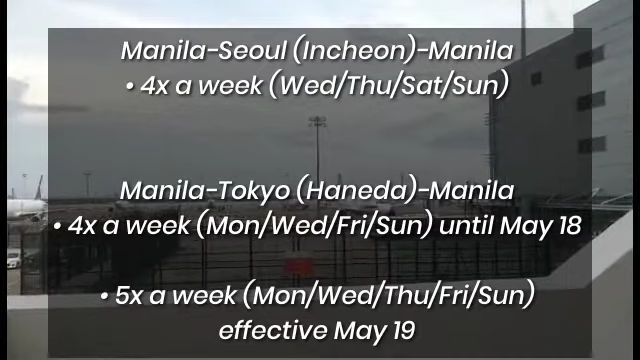 Manila-Seoul (Incheon)-Manila
• 4x a week (Wed/Thu/Sat/Sun)
Manila-Tokyo (Haneda)-Manila
• 4x a week (Mon/Wed/Fri/Sun) until May 18
• 5x a week (Mon/Wed/Thu/Fri/Sun)
effective May 19